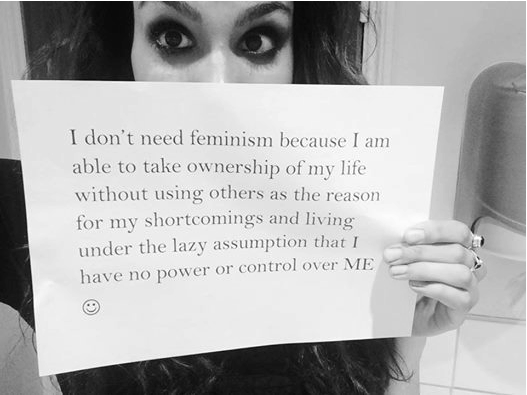 I don't need feminism because I am
able to take ownership of my life
without using others as the reason
for my shortcomings and living
under the lazy assumption that I
have no power or control over ME
☺